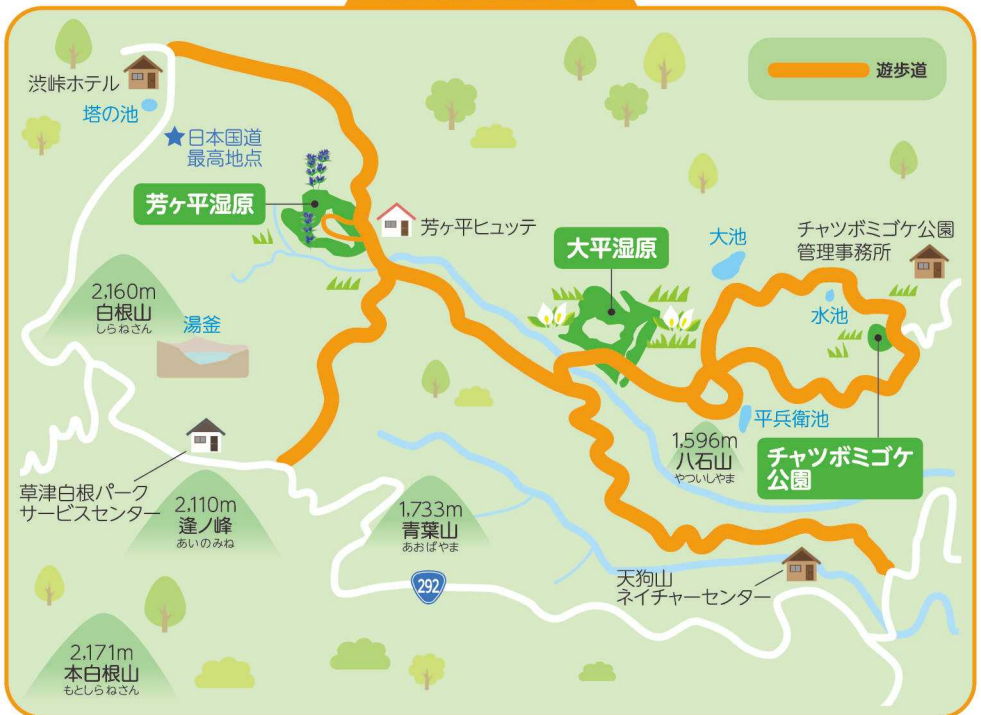 遊歩道
渋峠ホテル
塔の池
日本国道
最高地点
芳ヶ平湿原
芳ヶ平ヒュッテ
大平湿原
大池
チャツボミゴケ公園
管理事務所
水池
平兵衛池
2,160m
白根山
しらねさん
湯釜
1,596m
八石山
やついしやま
チャツボミゴケ
公園
草津白根パーク
サービスセンター
2,110m
逢ノ峰
あいのみね
1,733m
青葉山
あおばやま
292
天狗山
ネイチャーセンター
2,171m
本白根山
もとしらねさん